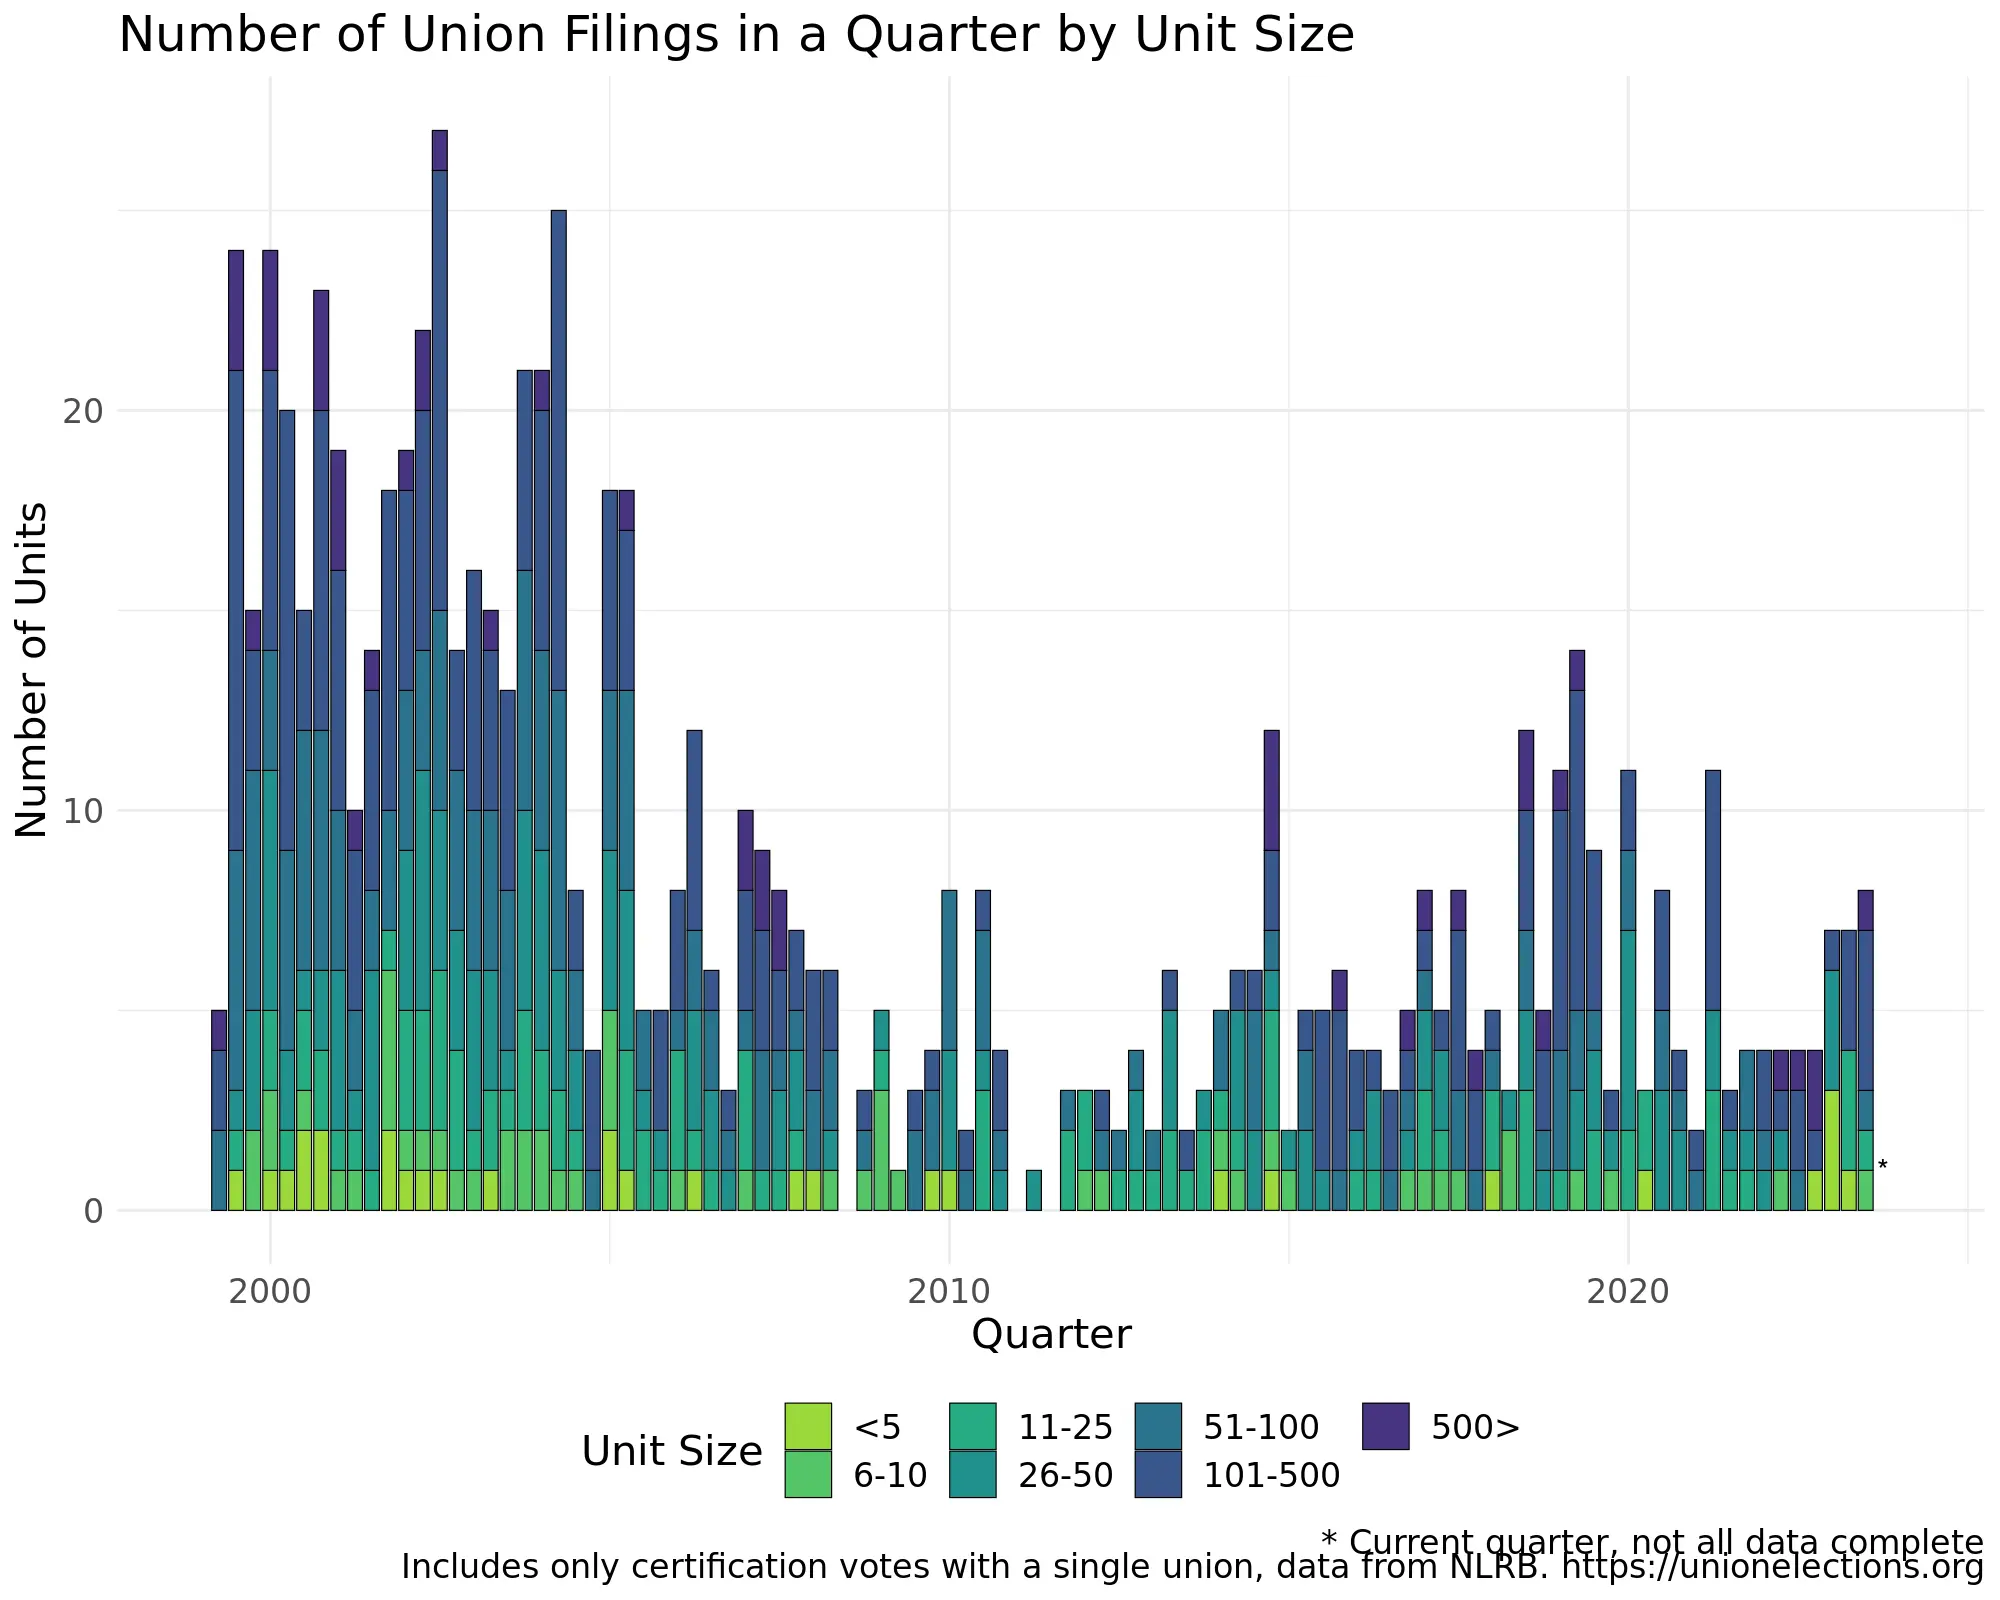 Number of Union Filings in a Quarter by Unit Size
Number of Units
20
10
0
*
2000 2010 2020
Quarter
Unit Size
<5 11-25 51-100 500>
6-10 26-50 101-500
* Current quarter, not all data complete
Includes only certification votes with a single union, data from NLRB. https://unionelections.org